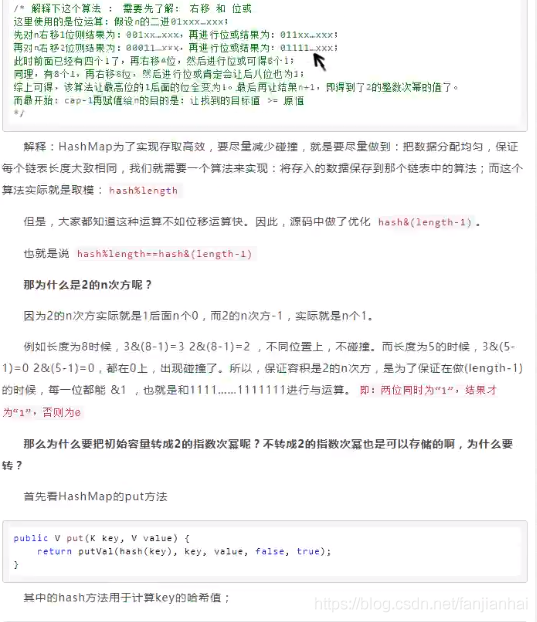 /* 解释下这个算法 ： 需要先了解： 右移 和 位或
这里使用的是位运算：假设n的二进01xxx…xxx；
先对n右移1位则结果为：001xx…xxx，再进行位或结果为：011xx…xxx；
再对n右移2位则结果为：00011…xxx，再进行位或结果为：01111…xxx；
此时前面已经有四个1了，再右移4位，然后进行位或可得8个1；
同理，有8个1，再右移8位，然后进行位或肯定会让后八位也为1；
综上可得，该算法让最高位的1后面的位全变为1。最后再让结果n+1，即得到了2的整数次幂的值了。
而最开始：cap-1再赋值给n的目的是：让找到的目标值 >= 原值
*/
解释：HashMap为了实现存取高效，要尽量减少碰撞，就是要尽量做到：把数据分配均匀，保证
每个链表长度大致相同，我们就需要一个算法来实现：将存入的数据保存到那个链表中的算法；而这个
算法实际就是取模：hash%length
但是，大家都知道这种运算不如位移运算快。因此，源码中做了优化 hash&(length-1)。
也就是说 hash%length==hash&(length-1)
那为什么是2的n次方呢？
因为2的n次方实际就是1后面n个0，而2的n次方-1，实际就是n个1。
例如长度为8时候，3&(8-1)=3 2&(8-1)=2 ，不同位置上，不碰撞。而长度为5的时候，3&(5-
1)=0 2&(5-1)=0，都在0上，出现碰撞了。所以，保证容积是2的n次方，是为了保证在做(length-1)
的时候，每一位都能 &1 ，也就是和1111……1111111进行与运算。 即：两位同时为“1”，结果才
为“1”，否则为0
那么为什么要把初始容量转成2的指数次幂呢？不转成2的指数次幂也是可以存储的啊，为什么要
转？
首先看HashMap的put方法
public V put(K key, V value) {
return putVal(hash(key), key, value, false, true);
}
其中的hash方法用于计算key的哈希值；
https://blog.csdn.net/fanjianhai